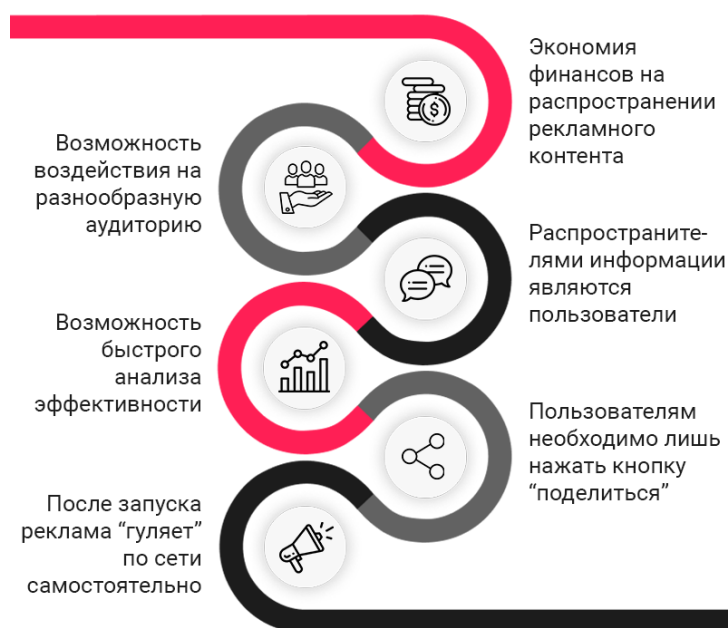 Экономия
финансов на
распространении
рекламного
контента
Возможность
воздействия на
разнообразную
аудиторию
Распространите-
лями информации
являются
пользователи
Возможность
быстрого
анализа
эффективности
Пользователям
необходимо лишь
нажать кнопку
“поделиться”
После запуска
реклама “гуляет”
по сети
самостоятельно